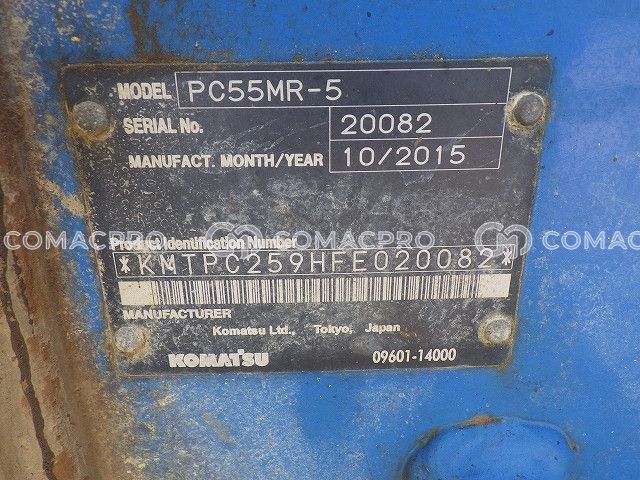 MODEL PC55MR-5
SERIAL No. 20082
MANUFACT. MONTH/YEAR 10/2015
Product Identification Number
COMACPRO COMACPRO COMACPRO
*KMTPC259HFE020082*
MANUFACTURER
Komatsu Ltd., Tokyo, Japan
KOMATSU 09601-14000